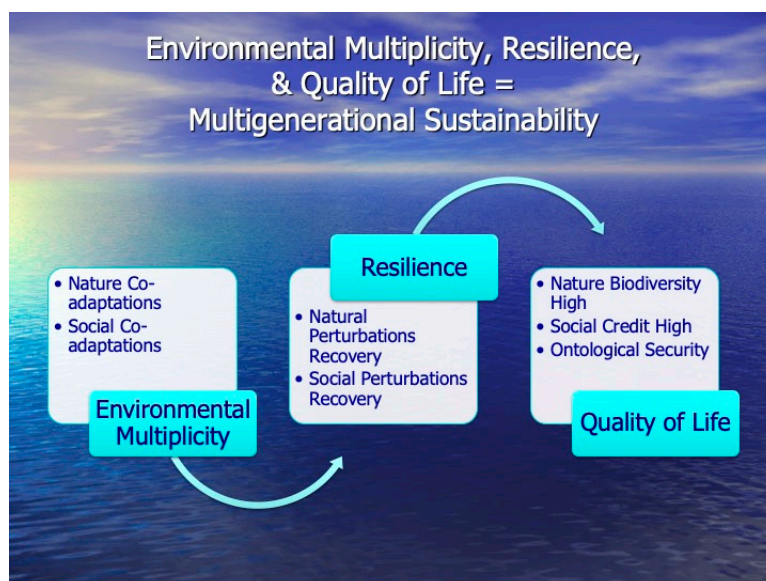 Environmental Multiplicity, Resilience,
& Quality of Life =
Multigenerational Sustainability
• Nature Co-
adaptations
• Social Co-
adaptations
Environmental
Multiplicity
Resilience
• Natural
Perturbations
Recovery
• Social Perturbations
Recovery
• Nature Biodiversity
High
• Social Credit High
• Ontological Security
Quality of Life